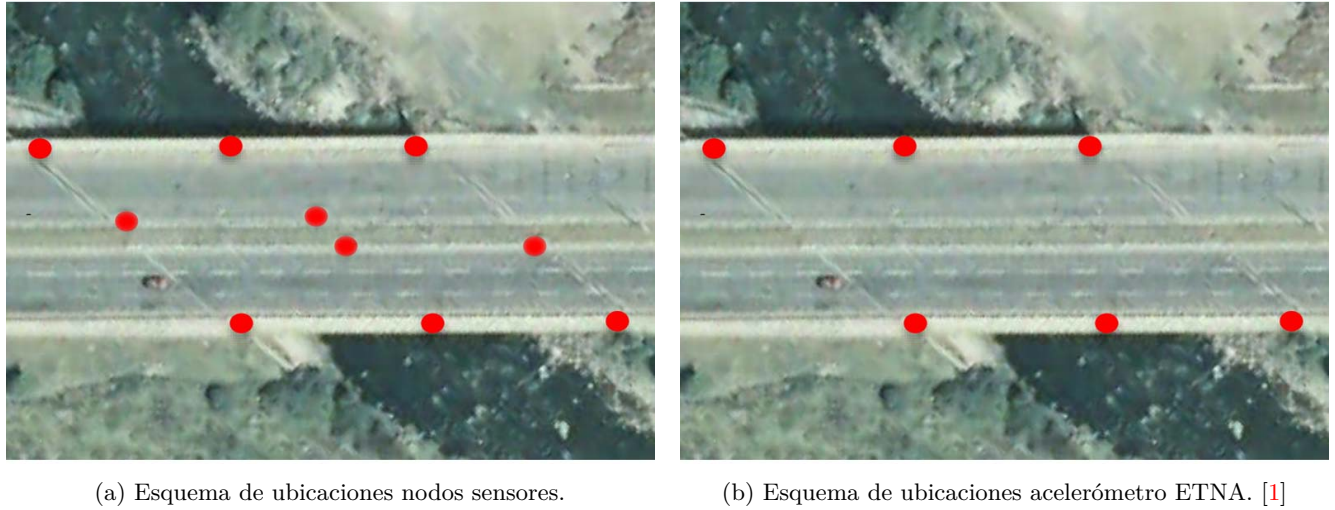 (a) Esquema de ubicaciones nodos sensores.
(b) Esquema de ubicaciones acelerómetro ETNA. [1]